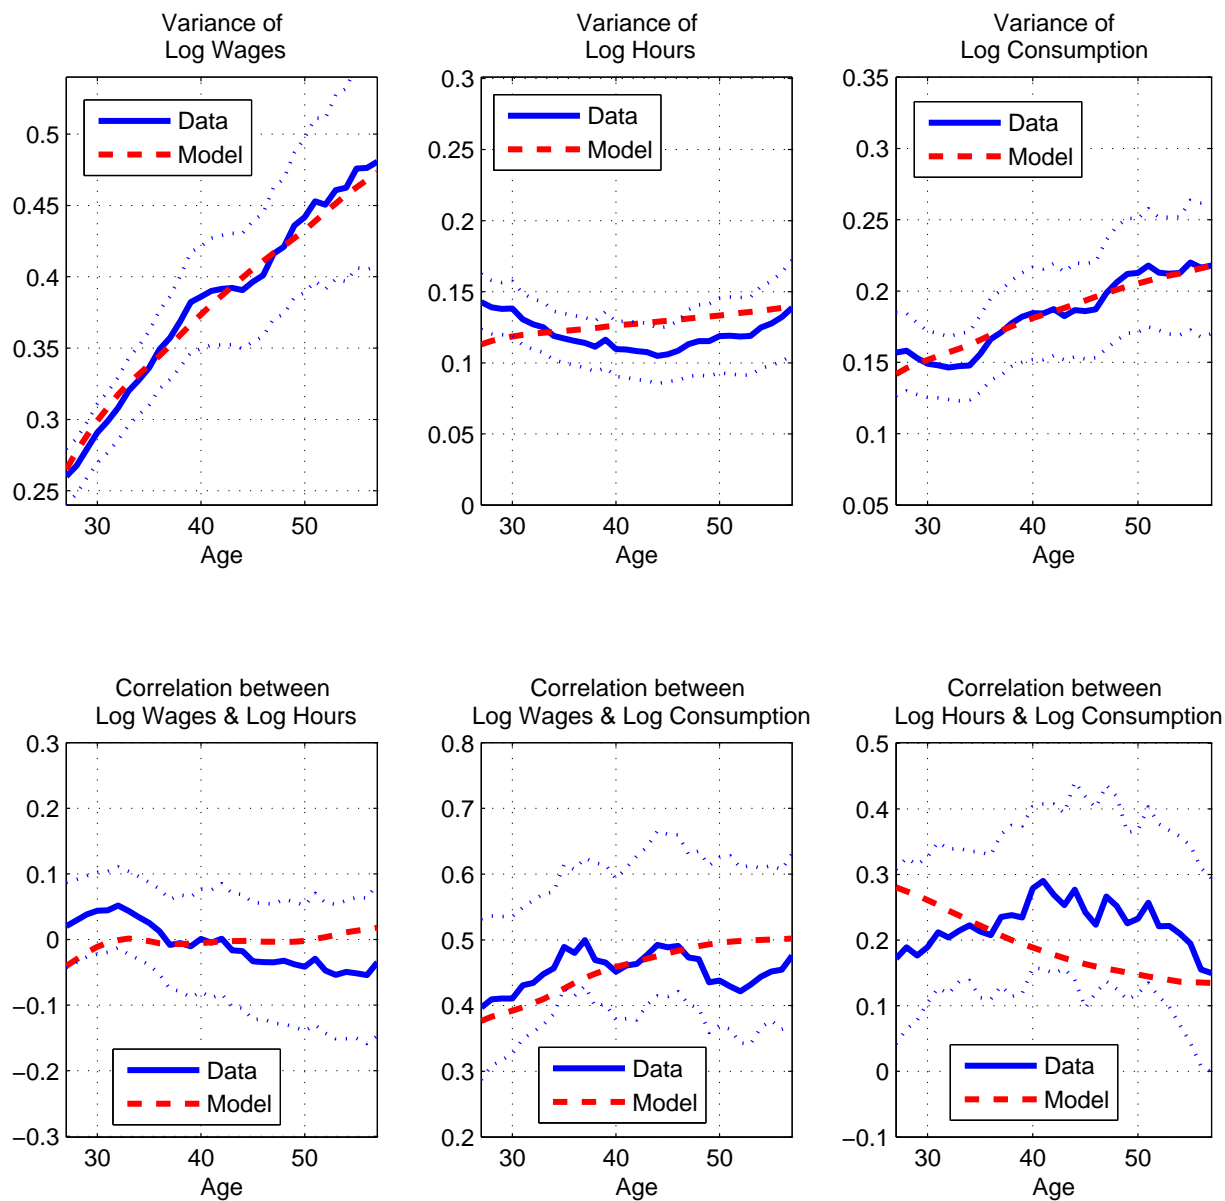 Variance of
Log Wages
0.5
0.45
0.4
0.35
0.3
0.25
Data
Model
30
40
50
Age
Variance of
Log Hours
0.3
0.25
0.2
0.15
0.1
0.05
0
Data
Model
30
40
50
Age
Variance of
Log Consumption
0.35
0.3
0.25
0.2
0.15
0.1
0.05
Data
Model
30
40
50
Age
Correlation between
Log Wages & Log Hours
0.3
0.2
0.1
0
−0.1
−0.2
−0.3
Data
Model
30
40
50
Age
Correlation between
Log Wages & Log Consumption
0.8
0.7
0.6
0.5
0.4
0.3
0.2
Data
Model
30
40
50
Age
Correlation between
Log Hours & Log Consumption
0.5
0.4
0.3
0.2
0.1
0
−0.1
Data
Model
30
40
50
Age